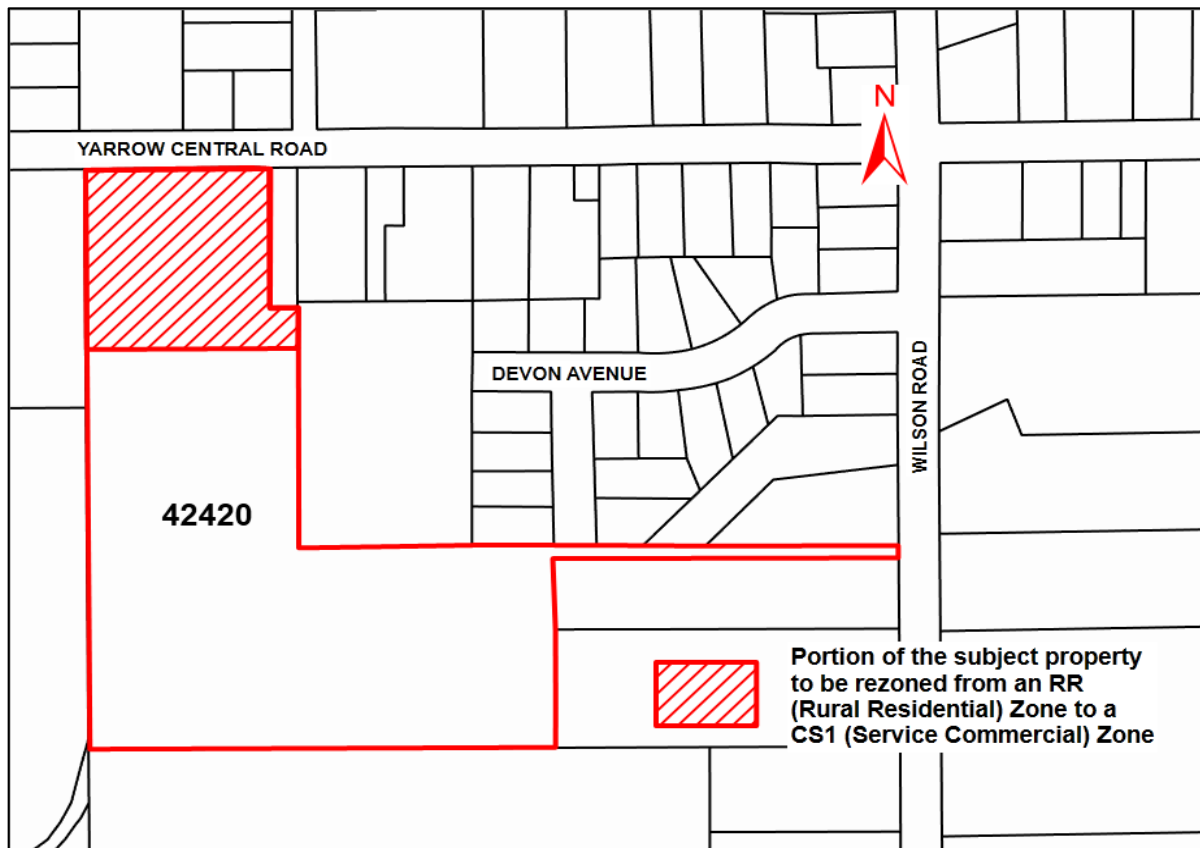 N
YARROW CENTRAL ROAD
DEVON AVENUE
WILSON ROAD
42420
Portion of the subject property
to be rezoned from an RR
(Rural Residential) Zone to a
CS1 (Service Commercial) Zone